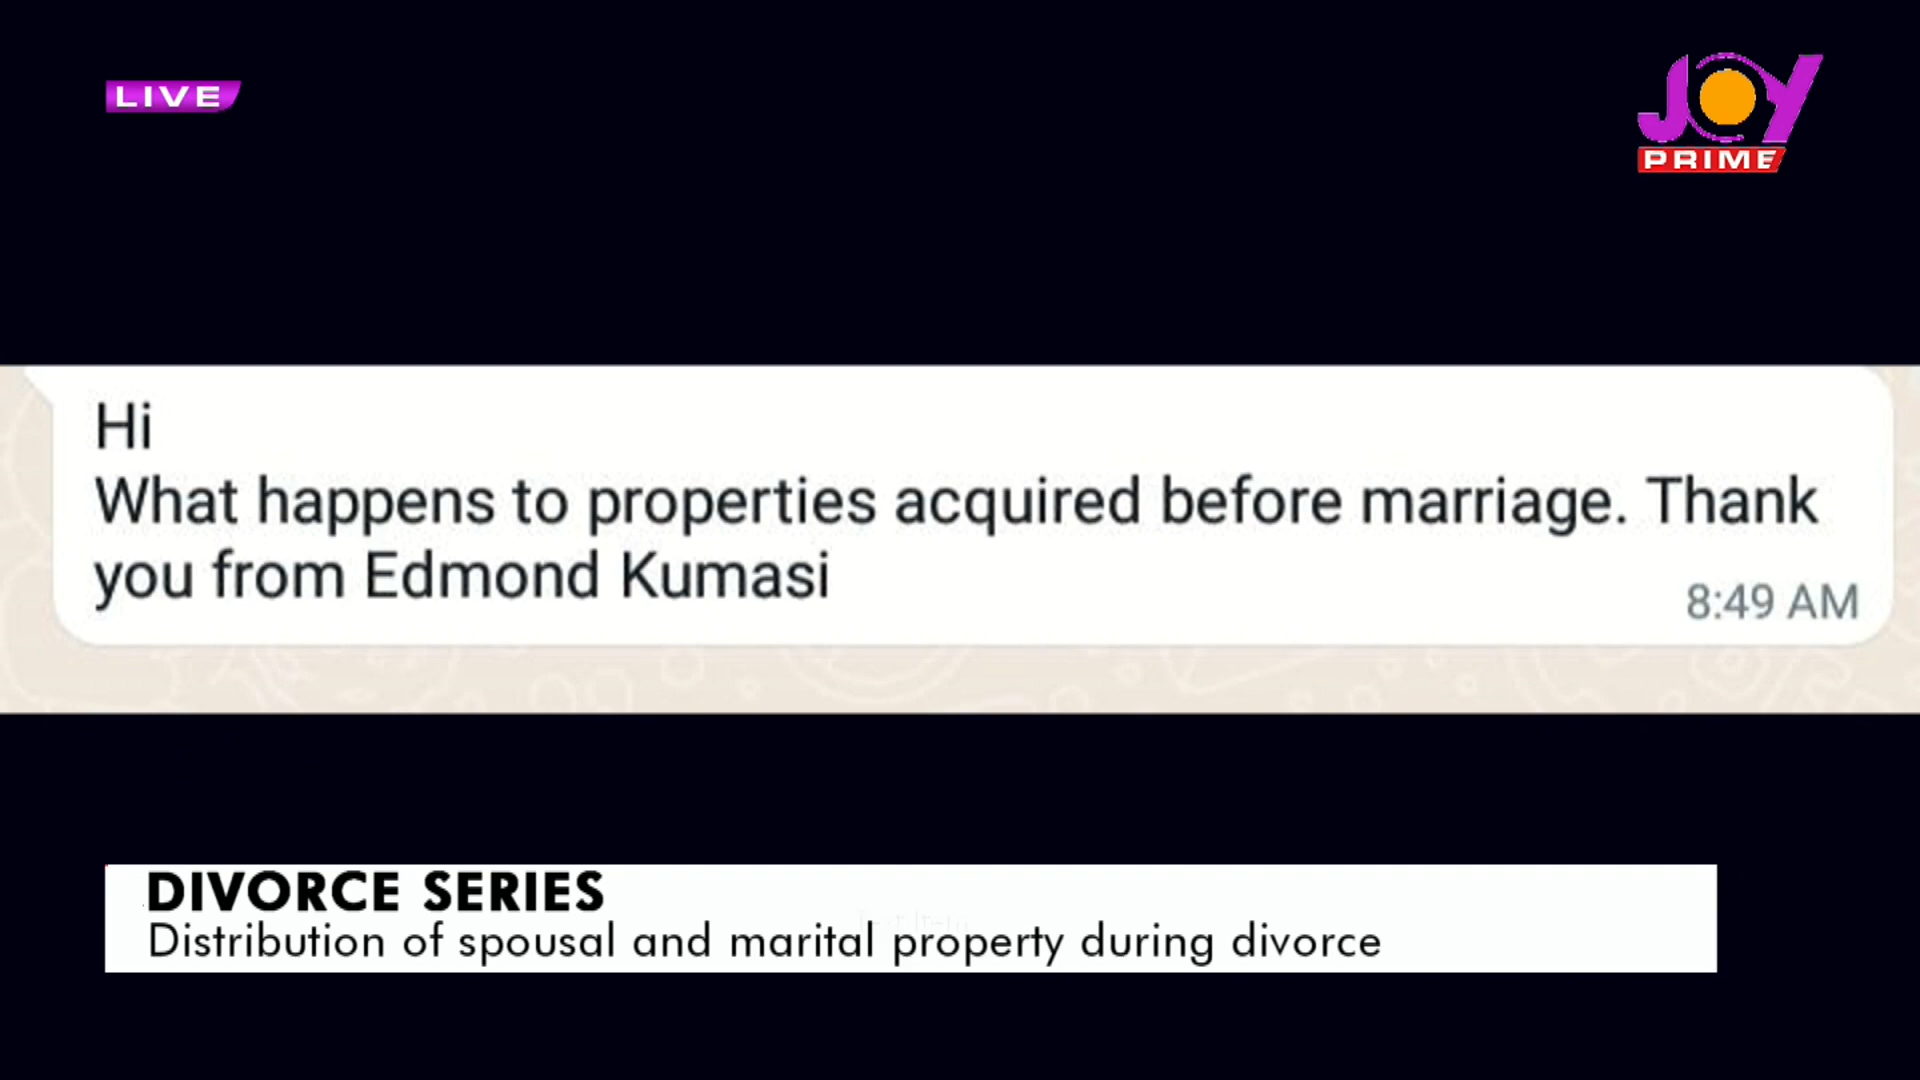 LIVE
JOY
PRIME
Hi
What happens to properties acquired before marriage. Thank
you from Edmond Kumasi
8:49 AM
DIVORCE SERIES
Distribution of spousal and marital property during divorce